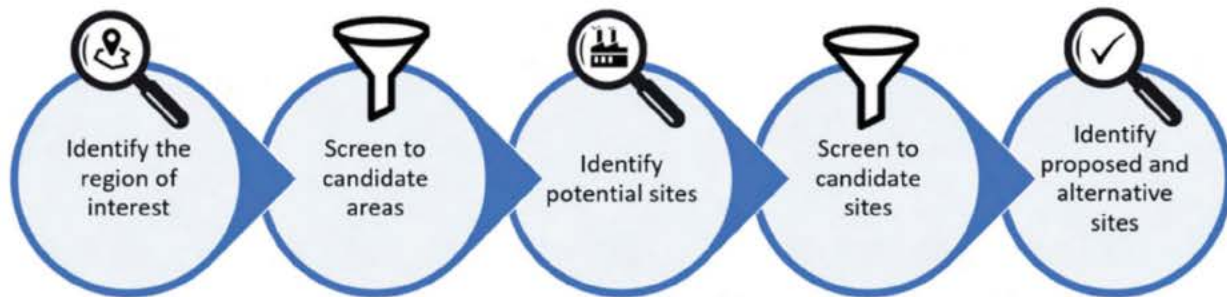 Identify the
region of
interest
Screen to
candidate
areas
Identify
potential sites
Screen to
candidate
sites
Identify
proposed and
alternative
sites